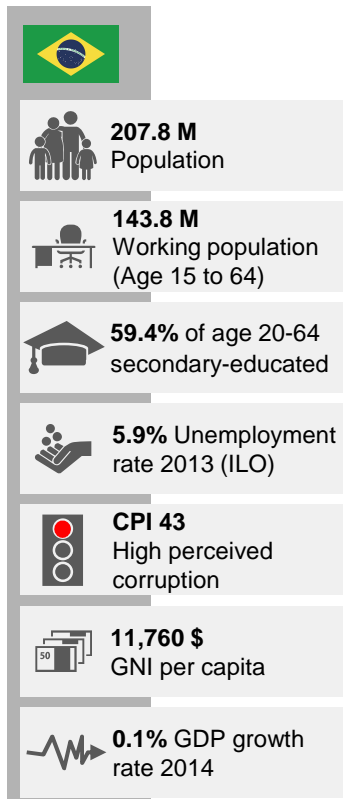 207.8 M
Population
143.8 M
Working population
(Age 15 to 64)
59.4% of age 20-64
secondary-educated
5.9% Unemployment
rate 2013 (ILO)
CPI 43
High perceived
corruption
50
11,760 $
GNI per capita
0.1% GDP growth
rate 2014